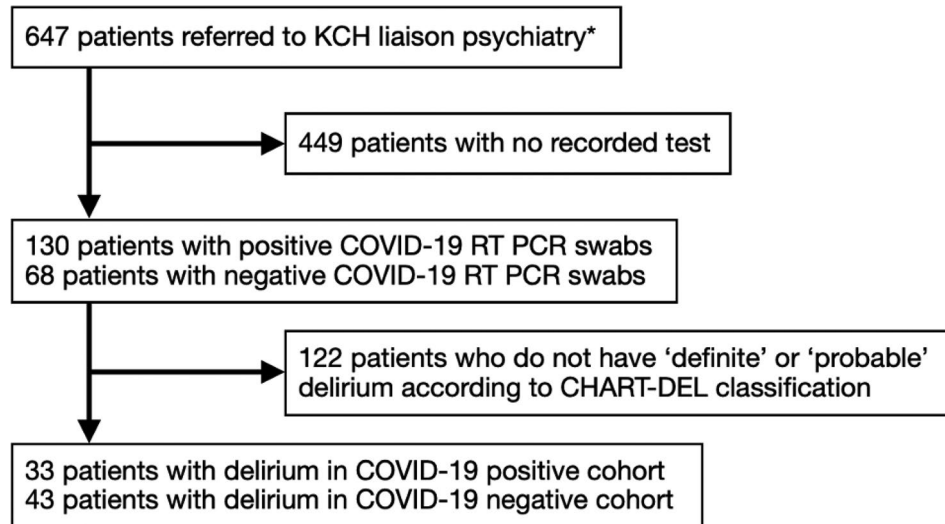 647 patients referred to KCH liaison psychiatry*
449 patients with no recorded test
130 patients with positive COVID-19 RT PCR swabs
68 patients with negative COVID-19 RT PCR swabs
122 patients who do not have ‘definite’ or ‘probable’
delirium according to CHART-DEL classification
33 patients with delirium in COVID-19 positive cohort
43 patients with delirium in COVID-19 negative cohort